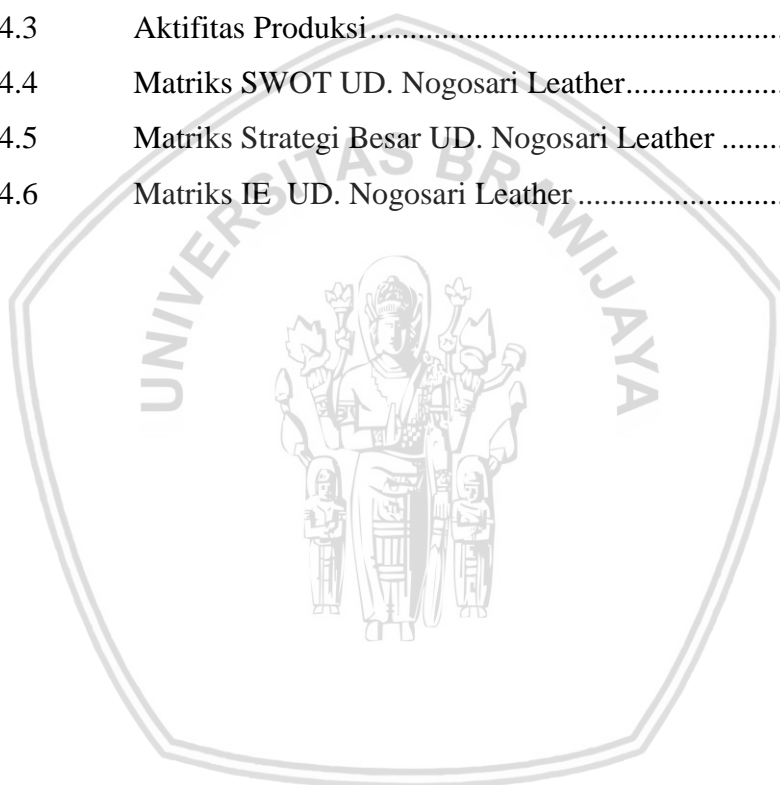 4.3 Aktifitas Produksi.......................................................
4.4 Matriks SWOT UD. Nogosari Leather....................
4.5 Matriks Strategi Besar UD. Nogosari Leather ........
4.6 Matriks IE UD. Nogosari Leather ..........................
UNIVERSITAS BRAWIJAYA